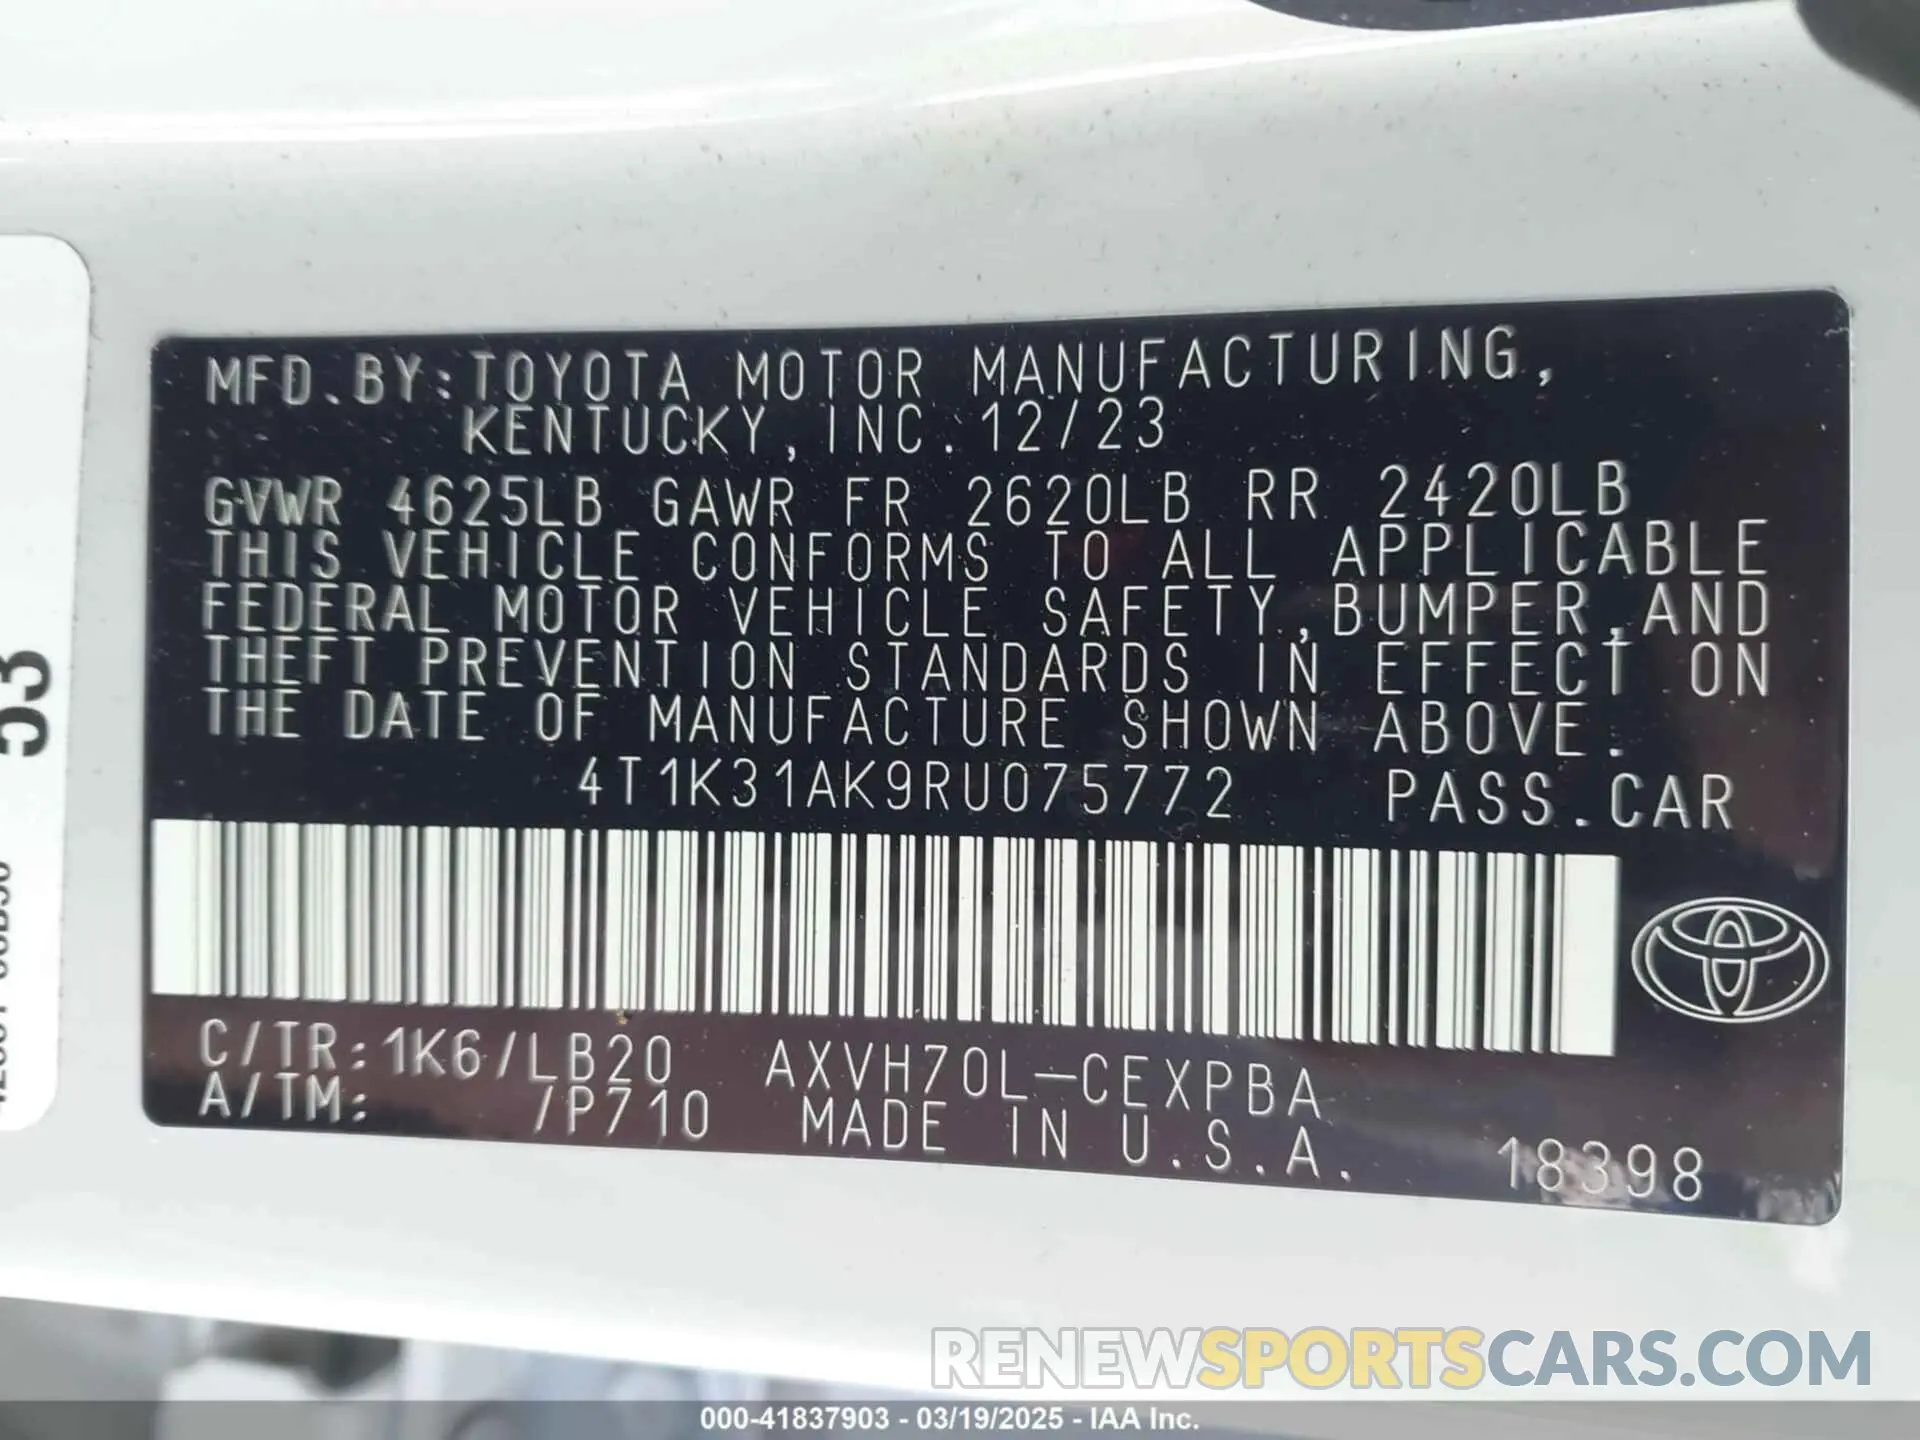 MFD.BY:TOYOTA MOTOR MANUFACTURING,
KENTUCKY,INC.12/23
GVWR 4625LB GAWR FR 2620LB RR 2420LB
THIS VEHICLE CONFORMS TO ALL APPLICABLE
FEDERAL MOTOR VEHICLE SAFETY,BUMPER,AND
THEFT PREVENTION STANDARDS IN EFFECT ON
THE DATE OF MANUFACTURE SHOWN ABOVE.
4T1K31AK9RU075772 PASS.CAR
C/TR:1K6/LB20 AXVH70L-CEXPBA
A/TM: /P710 MADE IN U.S.A. 18398
53
RENEWSPORTSCARS.COM
000-41837903 - 03/19/2025 - IAA Inc.